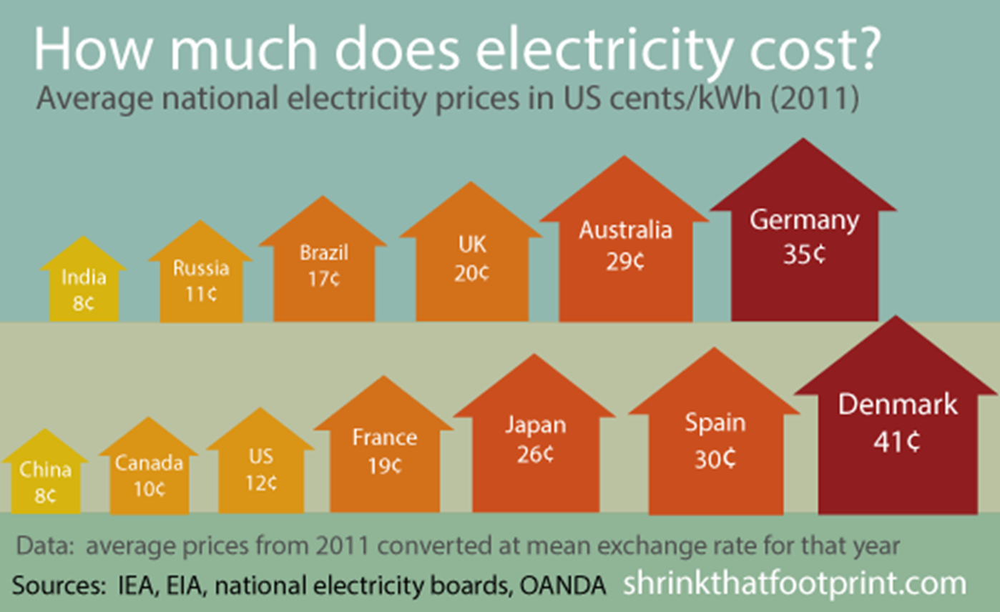 How much does electricity cost?
Average national electricity prices in US cents/kWh (2011)
India
8¢
Russia
11¢
Brazil
17¢
UK
20¢
Australia
29¢
Germany
35¢
China
8¢
Canada
10¢
US
12¢
France
19¢
Japan
26¢
Spain
30¢
Denmark
41¢
Data: average prices from 2011 converted at mean exchange rate for that year
Sources: IEA, EIA, national electricity boards, OANDA shrinkthatfootprint.com